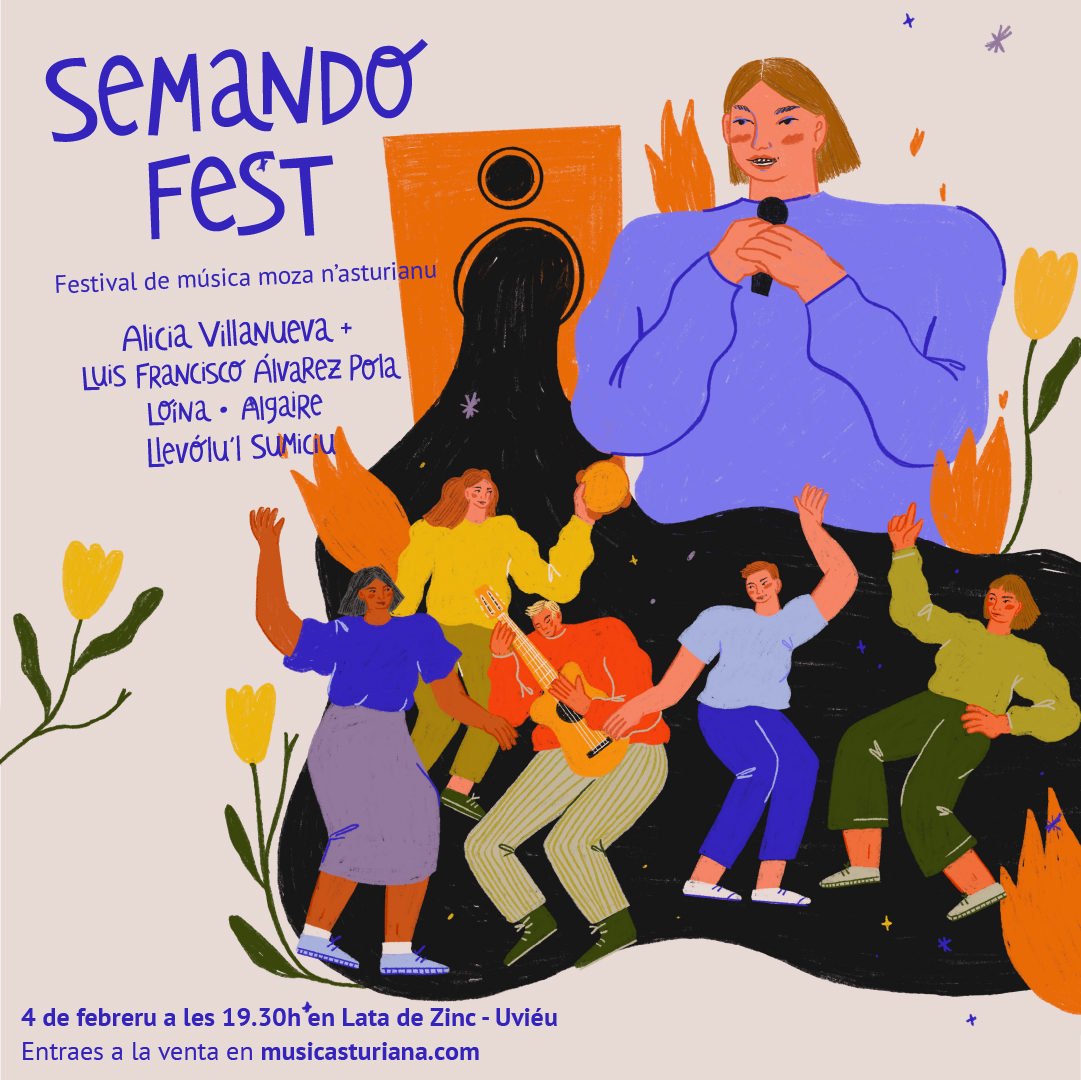 SEMANDO
FEST
Festival de música moza n'asturianu
Alicia Villanueva +
Luis Francisco Álvarez Pola
Loína • Algaire
Llevólu'l Sumiciu
4 de febreru a les 19.30h en Lata de Zinc - Uviéu
Entraes a la venta en musicasturiana.com